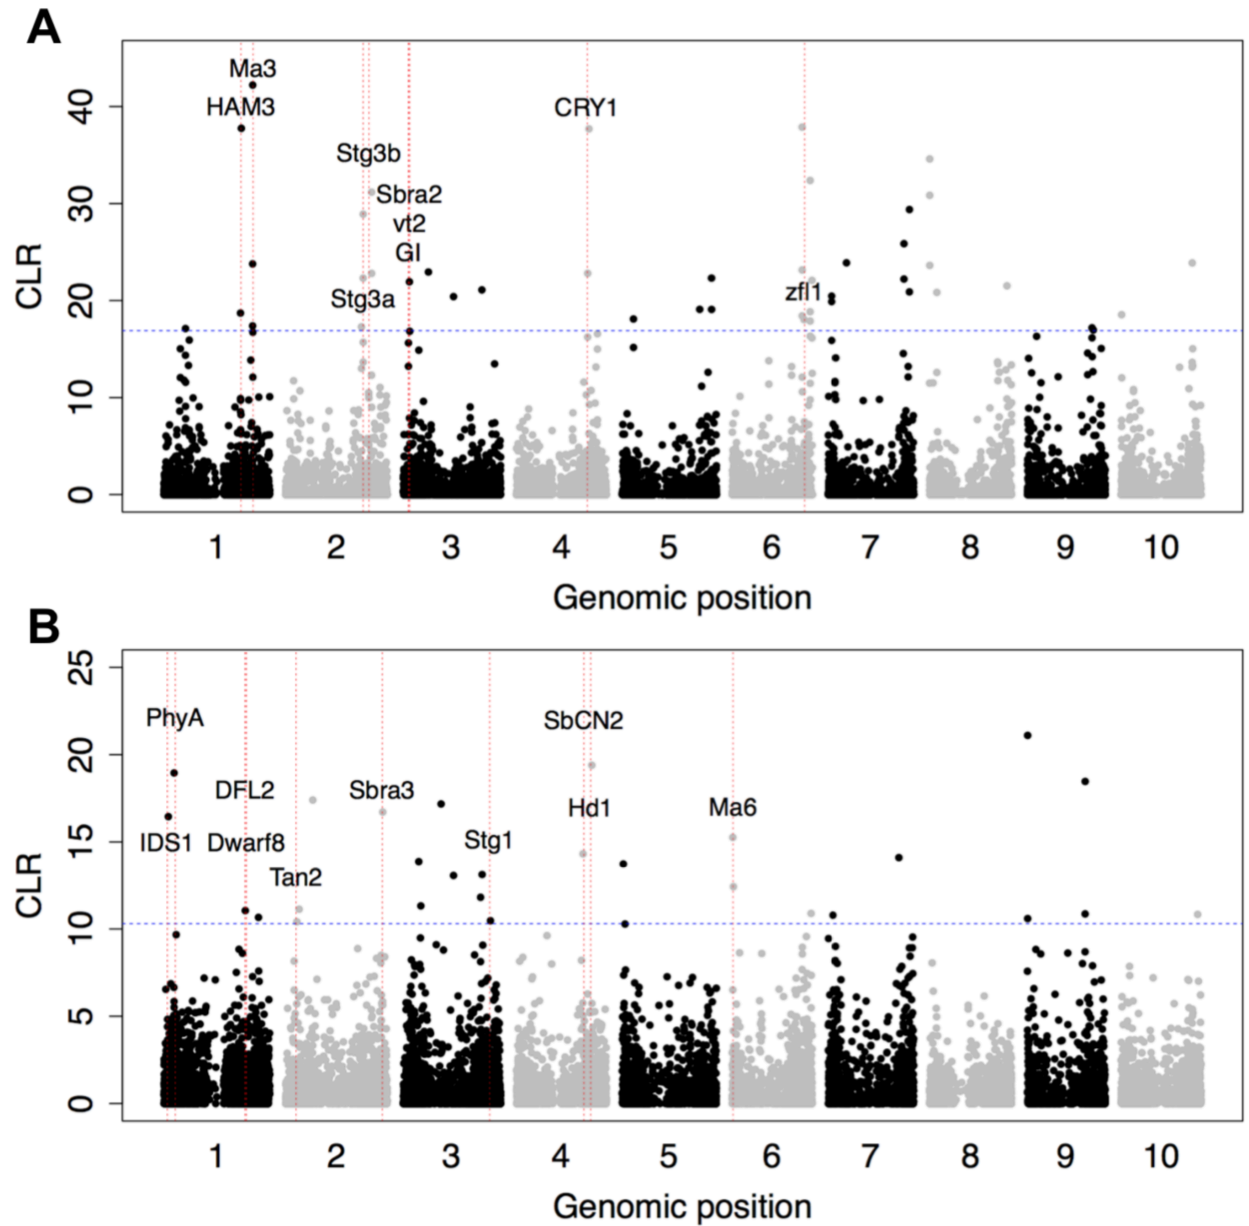 A
Ma3
HAM3
CRY1
Stg3b
Sbra2
vt2
GI
Stg3a
zfl1
CLR
0
10
20
30
40
1 2 3 4 5 6 7 8 9 10
Genomic position
B
PhyA
SbCN2
DFL2
Sbra3
Hd1
Ma6
IDS1
Dwarf8
Stg1
Tan2
CLR
0
5
10
15
20
25
1 2 3 4 5 6 7 8 9 10
Genomic position